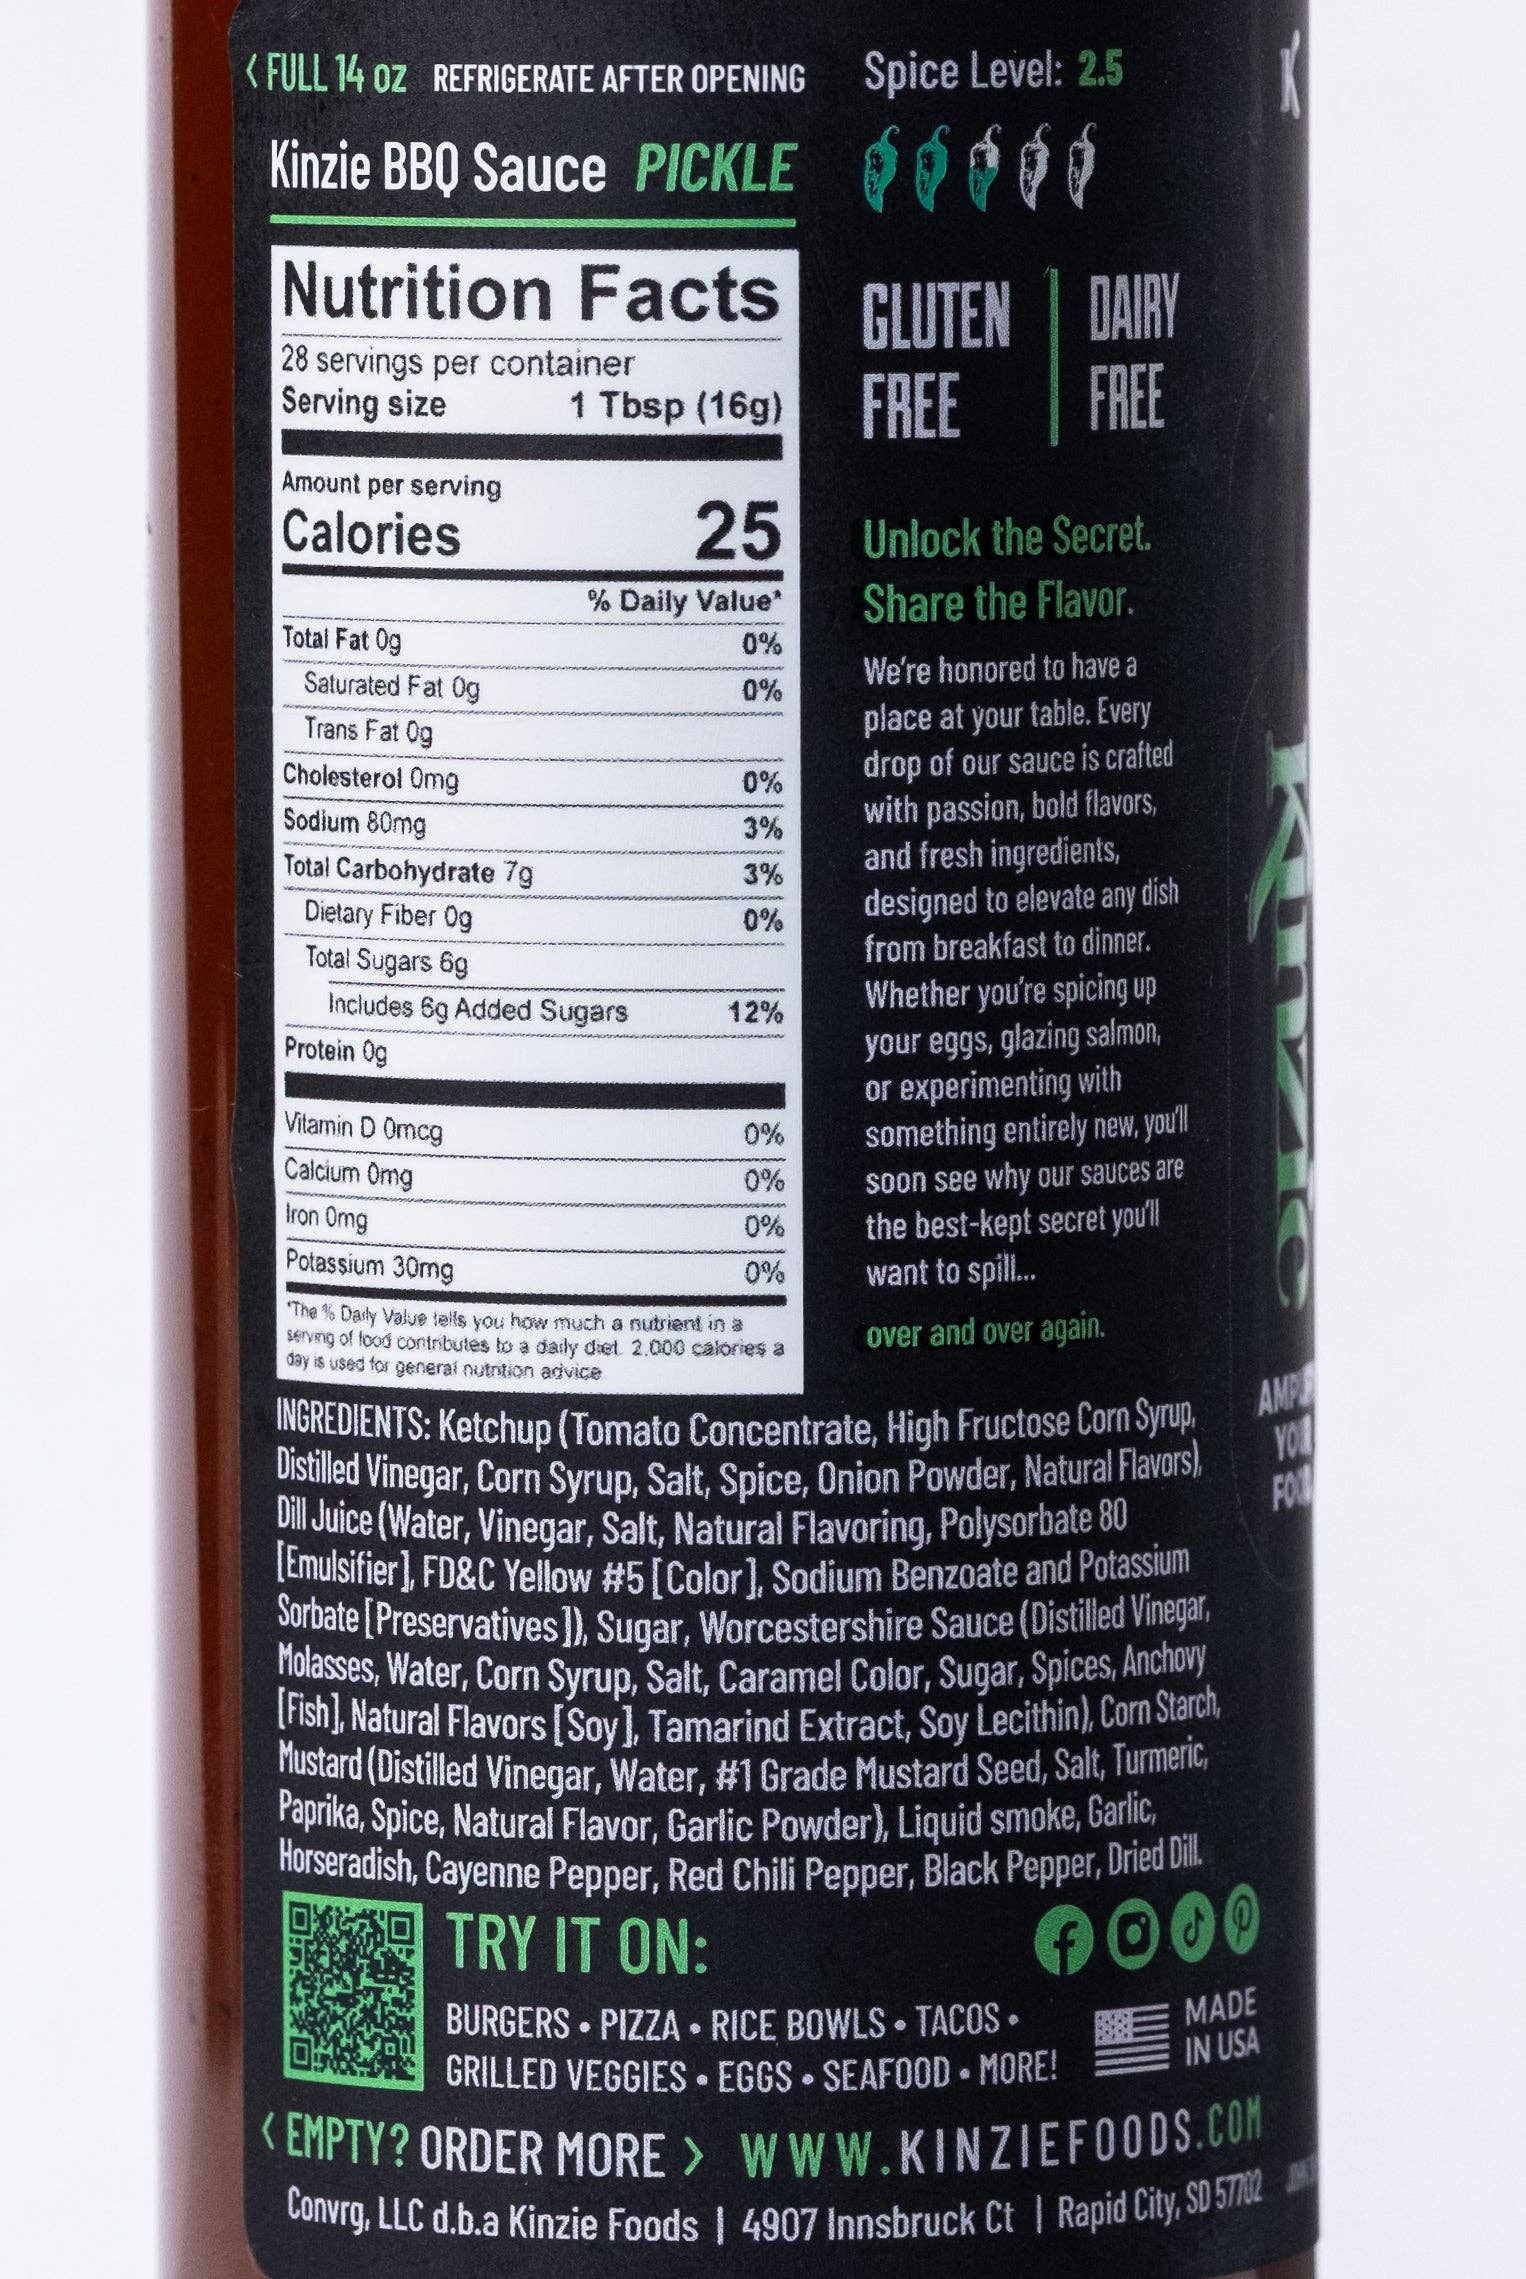 < FULL 14 oz REFRIGERATE AFTER OPENING
Kinzie BBQ Sauce PICKLE
Nutrition Facts
28 servings per container
Serving size 1 Tbsp (16g)
Amount per serving
Calories 25
% Daily Value*
Total Fat 0g 0%
Saturated Fat 0g 0%
Trans Fat 0g
Cholesterol 0mg 0%
Sodium 80mg 3%
Total Carbohydrate 7g 3%
Dietary Fiber 0g 0%
Total Sugars 6g
Includes 6g Added Sugars 12%
Protein 0g
Vitamin D 0mcg 0%
Calcium 0mg 0%
Iron 0mg 0%
Potassium 30mg 0%
*The % Daily Value tells you how much a nutrient in a
serving of food contributes to a daily diet. 2,000 calories a
day is used for general nutrition advice
Spice Level: 2.5
GLUTEN
FREE
DAIRY
FREE
Unlock the Secret.
Share the Flavor.
We're honored to have a
place at your table. Every
drop of our sauce is crafted
with passion, bold flavors,
and fresh ingredients,
designed to elevate any dish
from breakfast to dinner.
Whether you're spicing up
your eggs, glazing salmon,
or experimenting with
something entirely new, you'll
soon see why our sauces are
the best-kept secret you'll
want to spill...
over and over again.
INGREDIENTS: Ketchup (Tomato Concentrate, High Fructose Corn Syrup,
Distilled Vinegar, Corn Syrup, Salt, Spice, Onion Powder, Natural Flavors),
Dill Juice (Water, Vinegar, Salt, Natural Flavoring, Polysorbate 80
[Emulsifier], FD&C Yellow #5 [Color], Sodium Benzoate and Potassium
Sorbate [Preservatives]), Sugar, Worcestershire Sauce (Distilled Vinegar,
Molasses, Water, Corn Syrup, Salt, Caramel Color, Sugar, Spices, Anchovy
[Fish], Natural Flavors [Soy], Tamarind Extract, Soy Lecithin), Corn Starch,
Mustard (Distilled Vinegar, Water, #1 Grade Mustard Seed, Salt, Turmeric,
Paprika, Spice, Natural Flavor, Garlic Powder), Liquid smoke, Garlic,
Horseradish, Cayenne Pepper, Red Chili Pepper, Black Pepper, Dried Dill.
TRY IT ON:
BURGERS • PIZZA • RICE BOWLS • TACOS •
GRILLED VEGGIES • EGGS • SEAFOOD • MORE!
MADE
IN USA
< EMPTY? ORDER MORE > WWW.KINZIEFOODS.COM
Convrg, LLC d.b.a Kinzie Foods | 4907 Innsbruck Ct | Rapid City, SD 57702
K
Kinzie
YOUR
FOOD